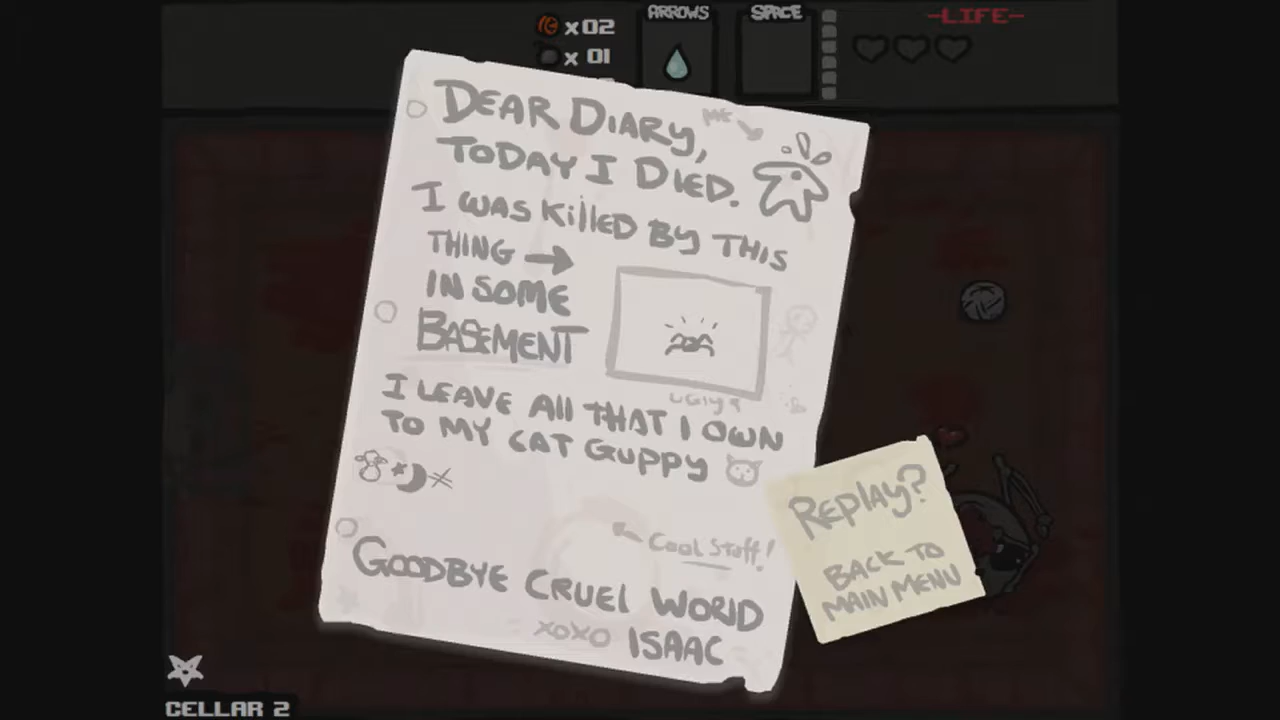 x02
x 01
ARROWS
SPACE
-LIFE-
DEAR DIARY,
ME
TODAY I DIED.
I WAS KILLED BY THIS
THING →
IN SOME
BASEMENT
UGLY
I LEAVE ALL THAT I OWN
TO MY CAT GUPPY
COOL STUFF!
GOODBYE CRUEL WORLD
XOXO ISAAC
REPLAY?
BACK TO
MAIN MENU
CELLAR 2